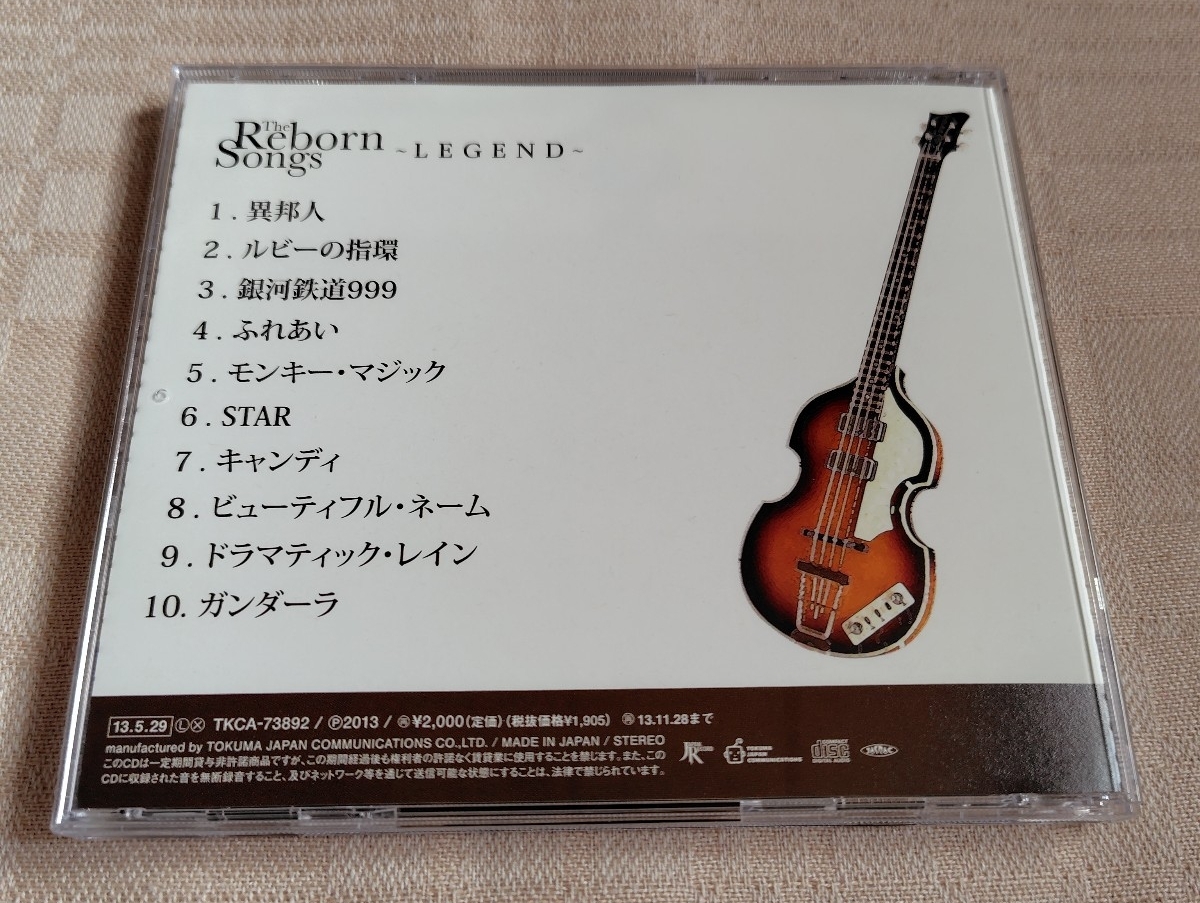 The
Reborn
Songs
~LEGEND~
1. 異邦人
2. ルビーの指環
3. 銀河鉄道999
4. ふれあい
5. モンキー・マジック
6. STAR
7. キャンディ
8. ビューティフル・ネーム
9. ドラマティック・レイン
10. ガンダーラ
13.5.29 Ⓛ Ⓧ TKCA-73892 / Ⓟ2013 / ¥2,000(定価)(税抜価格¥1,905) 13.11.28まで
manufactured by TOKUMA JAPAN COMMUNICATIONS CO.,LTD. / MADE IN JAPAN / STEREO
このCDは一定期間貸与非許諾商品ですが、この期間経過後も権利者の許諾なく賃貸業に使用することを禁じます。また、この
CDに収録された音を無断録音すること、及びネットワーク等を通じて送信可能な状態にすることは、法律で禁じられています。
TOKUMA
JAPAN
COMMUNICATIONS
COMPACT
disc
DIGITAL AUDIO
JASRAC